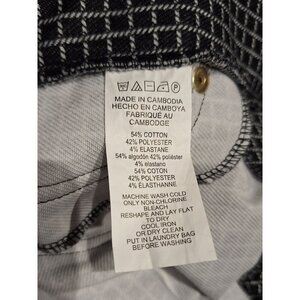 MADE IN CAMBODIA
HECHO EN CAMBOYA
FABRIQUÉ AU
CAMBODGE
54% COTTON
42% POLYESTER
4% ELASTANE
54% algodón 42% poliéster
4% elastano
54% COTON
42% POLYESTER
4% ÉLASTHANNE
MACHINE WASH COLD
ONLY NON-CHLORINE
BLEACH
RESHAPE AND LAY FLAT
TO DRY
COOL IRON
OR DRY CLEAN
PUT IN LAUNDRY BAG
BEFORE WASHING